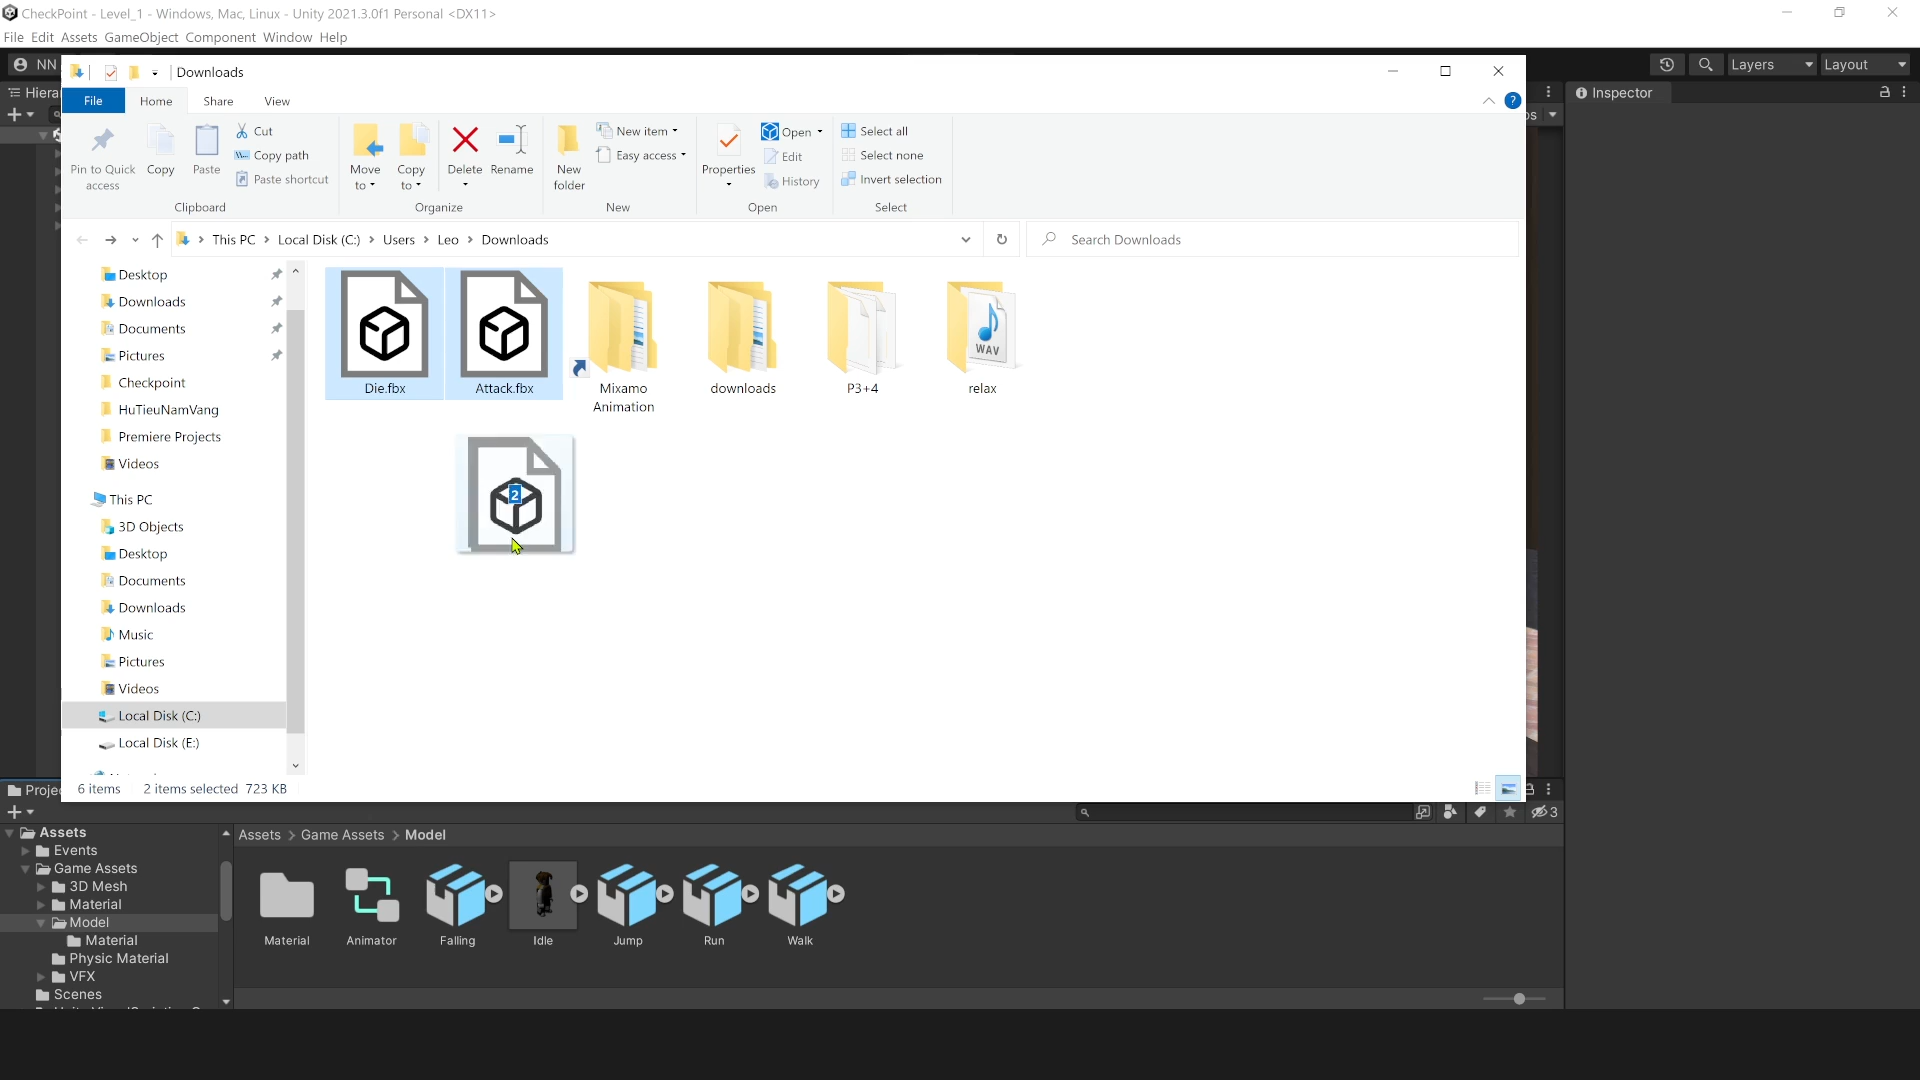 CheckPoint - Level_1 - Windows, Mac, Linux - Unity 2021.3.0f1 Personal <DX11>
File Edit Assets GameObject Component Window Help
NN
Layers
Layout
Downloads
Inspector
File
Home
Share
View
Pin to Quick access
Copy
Paste
Cut
Copy path
Paste shortcut
Clipboard
Move to
Copy to
Delete
Rename
Organize
New folder
New item
Easy access
New
Properties
Open
Edit
History
Open
Select all
Select none
Invert selection
Select
This PC > Local Disk (C:) > Users > Leo > Downloads
Search Downloads
Desktop
Downloads
Documents
Pictures
Checkpoint
HuTieuNamVang
Premiere Projects
Videos
This PC
3D Objects
Desktop
Documents
Downloads
Music
Pictures
Videos
Local Disk (C:)
Local Disk (E:)
Die.fbx
Attack.fbx
Mixamo
Animation
downloads
P3+4
WAV
relax
2
6 items
2 items selected 723 KB
3
Assets
Events
Game Assets
3D Mesh
Material
Model
Material
Physic Material
VFX
Scenes
Assets > Game Assets > Model
Material
Animator
Falling
Idle
Jump
Run
Walk